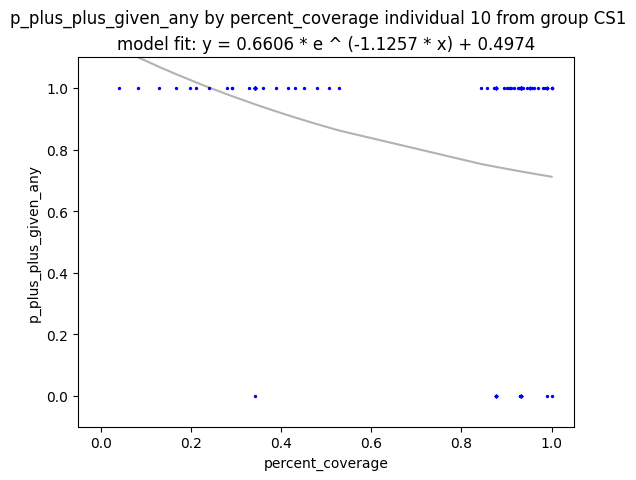 p_plus_plus_given_any by percent_coverage individual 10 from group CS1
model fit: y = 0.6606 * e ^ (-1.1257 * x) + 0.4974
1.0
0.8
0.6
0.4
0.2
0.0
p_plus_plus_given_any
0.0 0.2 0.4 0.6 0.8 1.0
percent_coverage